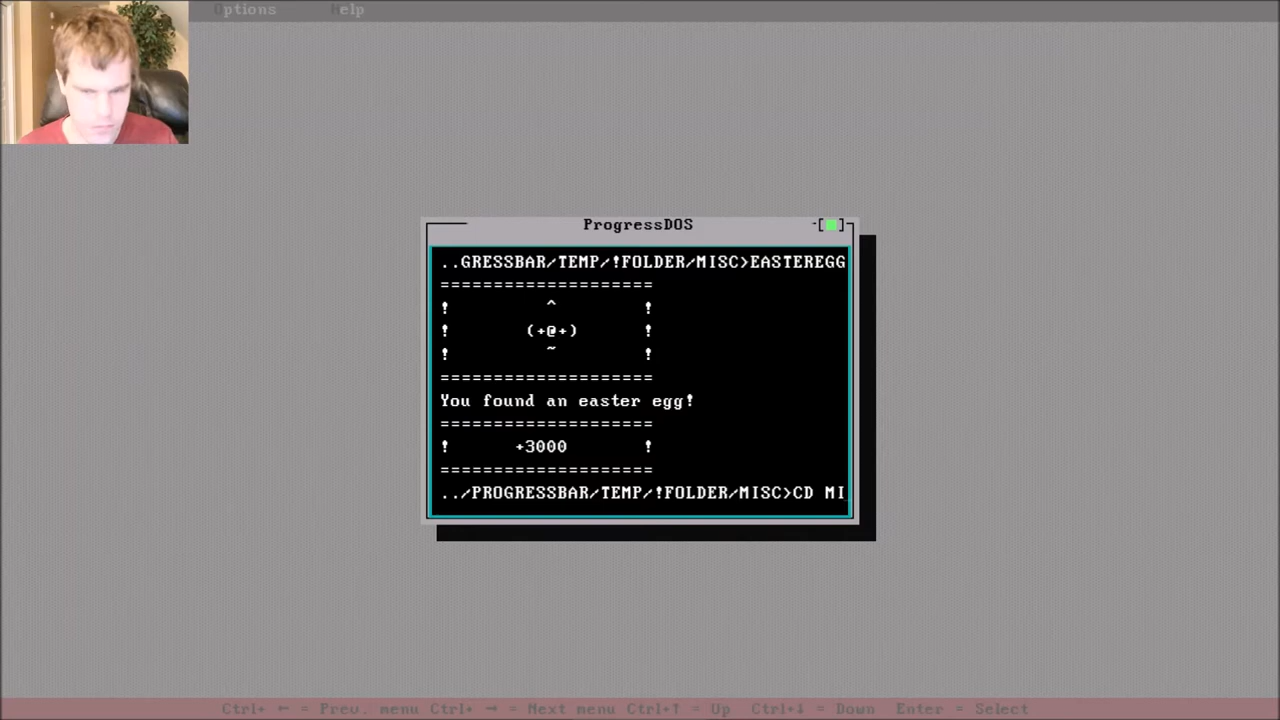 Options Help
ProgressDOS
-[■]
..GRESSBAR/TEMP/!FOLDER/MISC>EASTEREGG
====================
! ^ !
! (+@+) !
! ~ !
====================
You found an easter egg!
====================
! +3000 !
====================
../PROGRESSBAR/TEMP/!FOLDER/MISC>CD MI
Ctrl+ ← = Prev. menu Ctrl+ → = Next menu Ctrl+↑ = Up Ctrl+↓ = Down Enter = Select